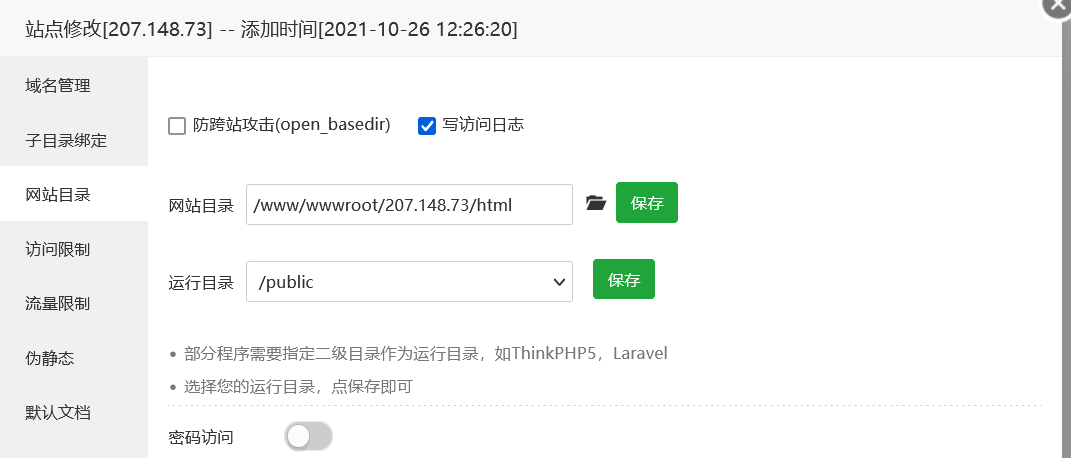 站点修改[207.148.73] -- 添加时间[2021-10-26 12:26:20]
域名管理
子目录绑定
网站目录
访问限制
流量限制
伪静态
默认文档
防跨站攻击(open_basedir) 写访问日志
网站目录 /www/wwwroot/207.148.73/html 保存
运行目录 /public 保存
部分程序需要指定二级目录作为运行目录，如ThinkPHP5，Laravel
选择您的运行目录，点保存即可
密码访问